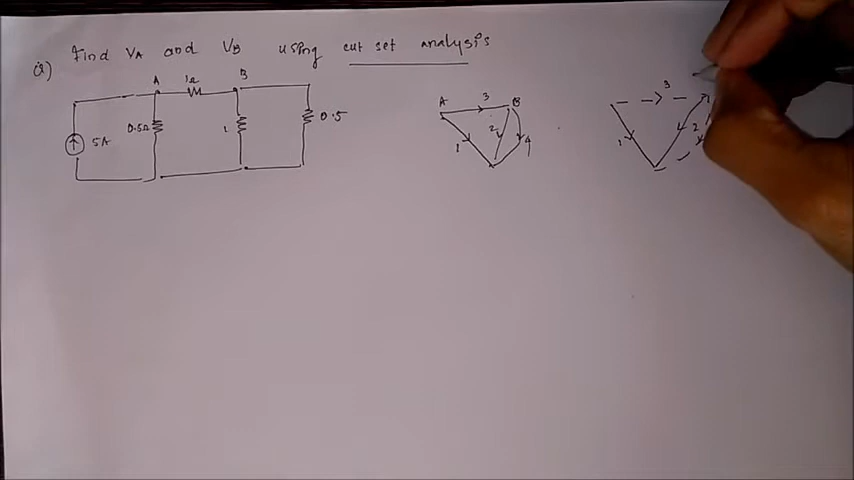 Q) Find VA and VB using cut set analysis
A 1Ω B
5A 0.5Ω 1 0.5
A 3 B
1 2 4
3
1 2